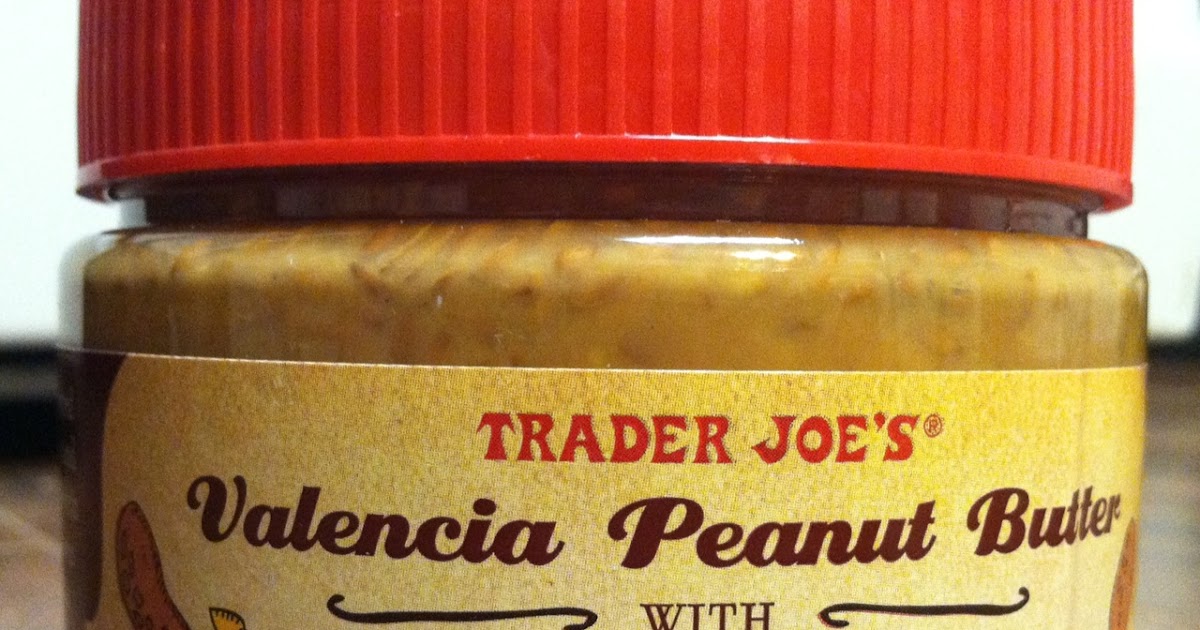 TRADER JOE'S®
Valencia Peanut Butter
WITH